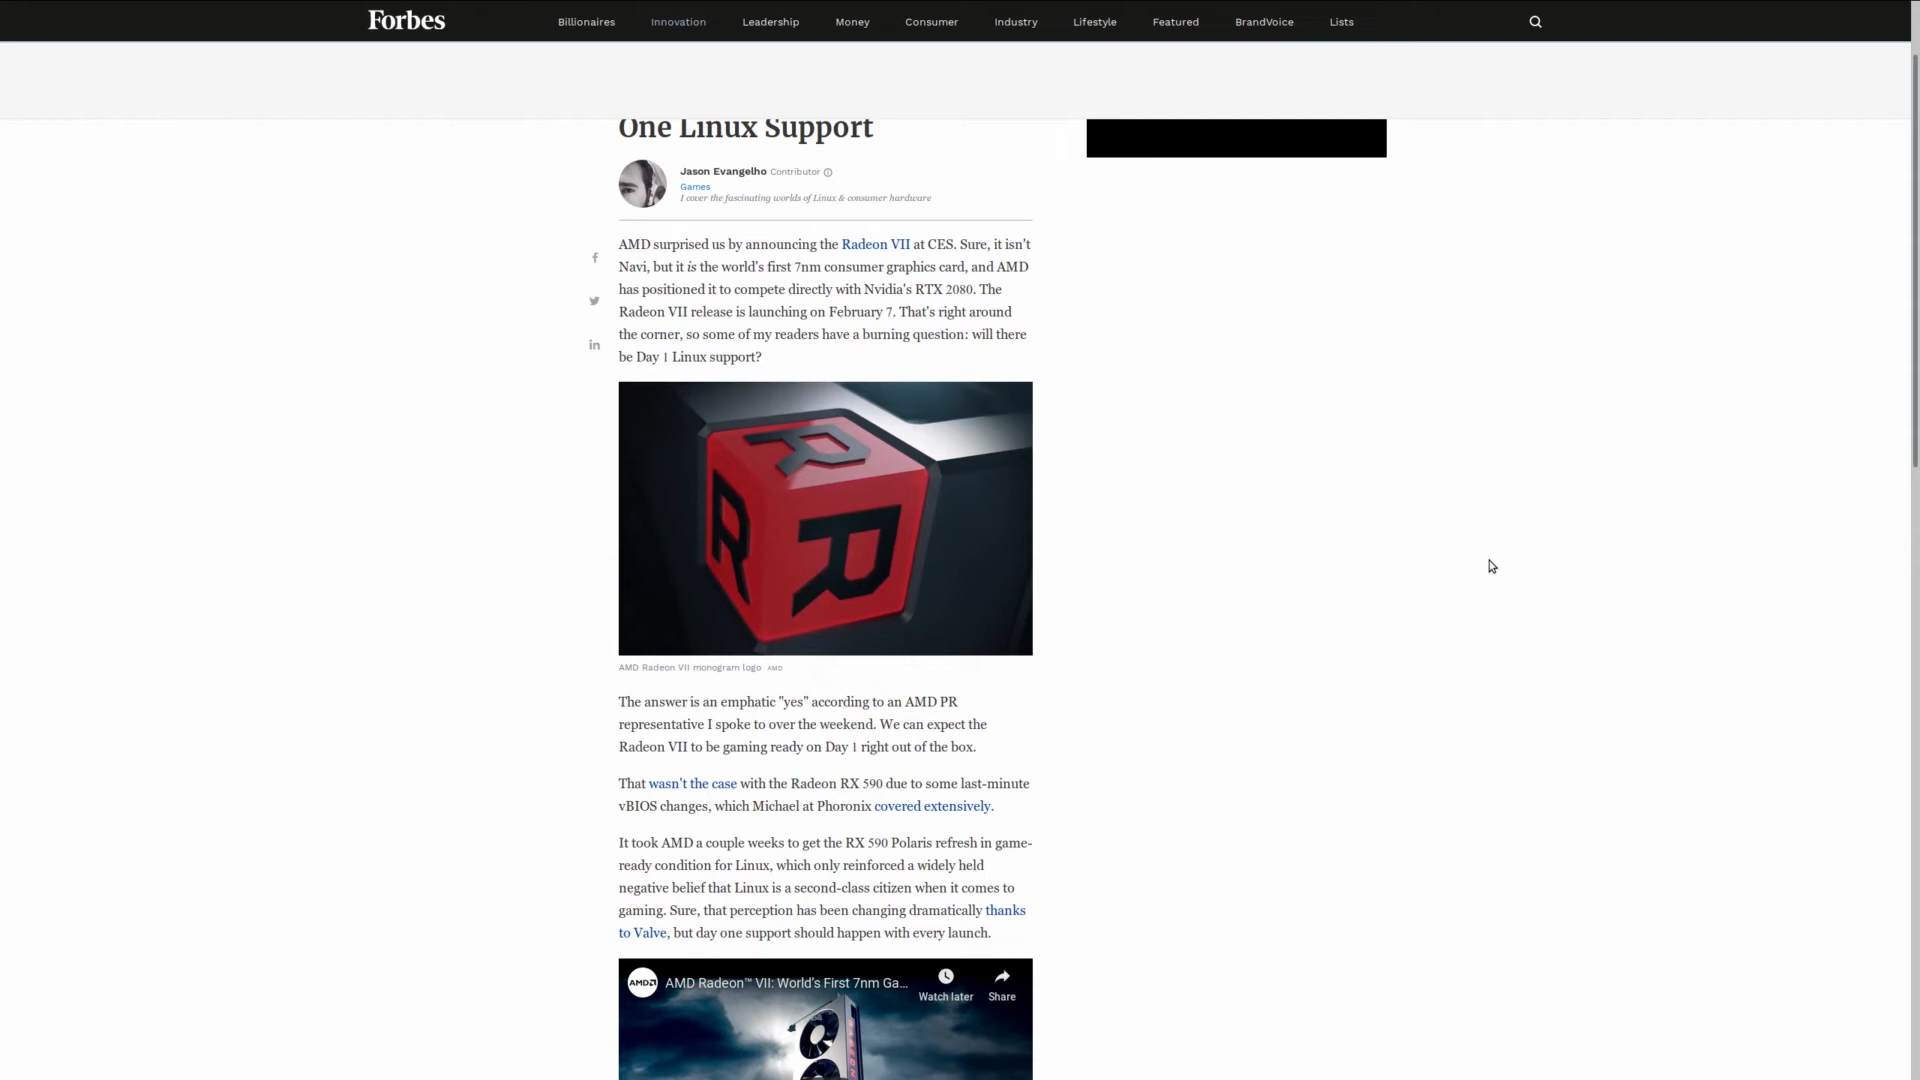 Forbes
Billionaires Innovation Leadership Money Consumer Industry Lifestyle Featured BrandVoice Lists
One Linux Support
Jason Evangelho Contributor
Games
I cover the fascinating worlds of Linux & consumer hardware
AMD surprised us by announcing the Radeon VII at CES. Sure, it isn't
Navi, but it is the world's first 7nm consumer graphics card, and AMD
has positioned it to compete directly with Nvidia's RTX 2080. The
Radeon VII release is launching on February 7. That's right around
the corner, so some of my readers have a burning question: will there
be Day 1 Linux support?
R
R
R
AMD Radeon VII monogram logo AMD
The answer is an emphatic "yes" according to an AMD PR
representative I spoke to over the weekend. We can expect the
Radeon VII to be gaming ready on Day 1 right out of the box.
That wasn't the case with the Radeon RX 590 due to some last-minute
vBIOS changes, which Michael at Phoronix covered extensively.
It took AMD a couple weeks to get the RX 590 Polaris refresh in game-
ready condition for Linux, which only reinforced a widely held
negative belief that Linux is a second-class citizen when it comes to
gaming. Sure, that perception has been changing dramatically thanks
to Valve, but day one support should happen with every launch.
AMD AMD Radeon™ VII: World's First 7nm Ga...
Watch later Share
RADEON